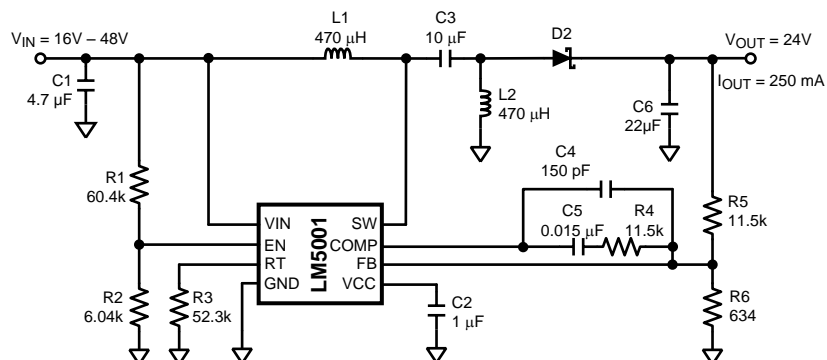 L1
470 µH
C3
10 µF
D2
V_IN = 16V – 48V
V_OUT = 24V
I_OUT = 250 mA
C1
4.7 µF
L2
470 µH
C6
22µF
C4
150 pF
R1
60.4k
C5
0.015 µF
R4
11.5k
R5
11.5k
LM5001
VIN
EN
RT
GND
SW
COMP
FB
VCC
R2
6.04k
R3
52.3k
C2
1 µF
R6
634